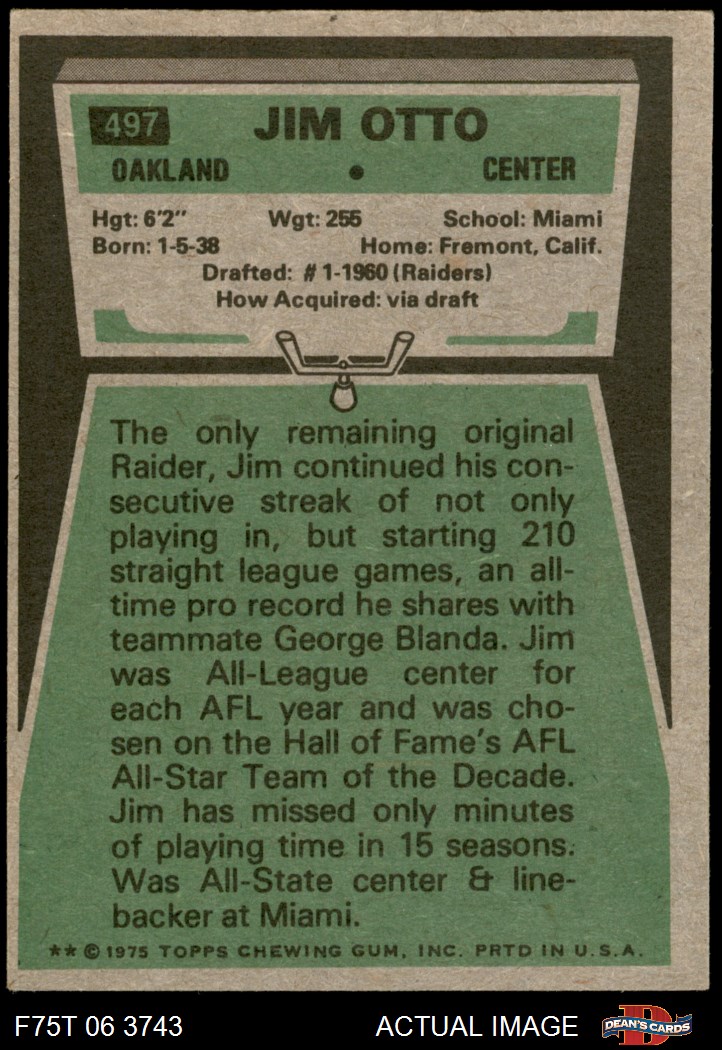 497 JIM OTTO
OAKLAND • CENTER
Hgt: 6'2" Wgt: 255 School: Miami
Born: 1-5-38 Home: Fremont, Calif.
Drafted: #1-1960 (Raiders)
How Acquired: via draft
The only remaining original
Raider, Jim continued his con-
secutive streak of not only
playing in, but starting 210
straight league games, an all-
time pro record he shares with
teammate George Blanda. Jim
was All-League center for
each AFL year and was cho-
sen on the Hall of Fame's AFL
All-Star Team of the Decade.
Jim has missed only minutes
of playing time in 15 seasons.
Was All-State center & line-
backer at Miami.
** © 1975 TOPPS CHEWING GUM, INC. PRTD IN U.S.A.
F75T 06 3743 ACTUAL IMAGE D DEAN'S CARDS